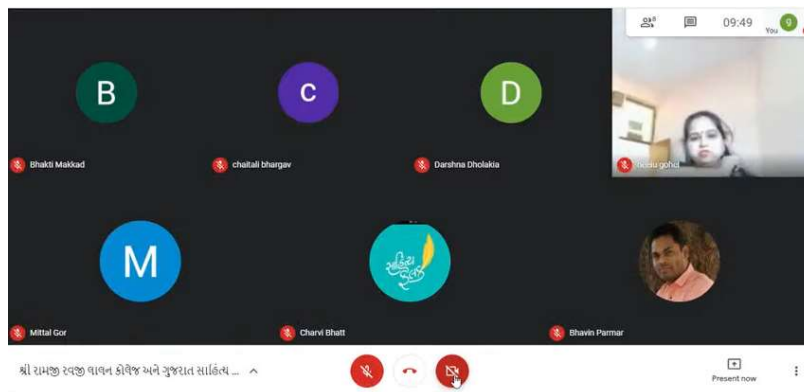 09:49
You
g
B
c
D
Bhakti Makkad
chaitali bhargav
Darshna Dholakia
gohol
M
Mittal Gor
Charvi Bhatt
Bhavin Parmar
શ્રી રામજી રવજી લાલન કોલેજ અને ગુજરાત સાહિત્ય ...
Present now